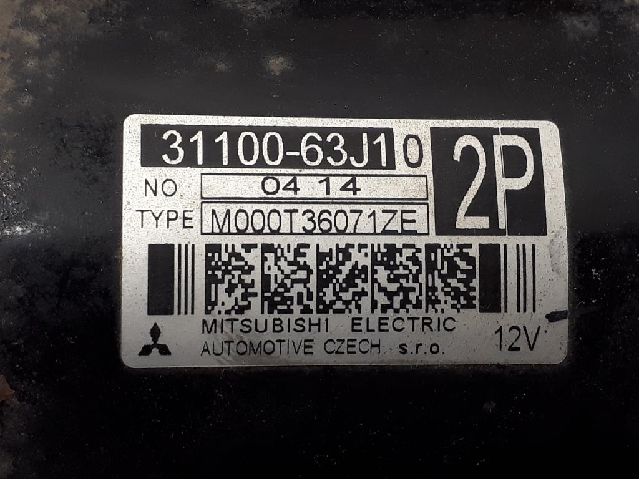 31100-63J10
2P
NO 04 14
TYPE M000T36071ZE
MITSUBISHI ELECTRIC
AUTOMOTIVE CZECH s.r.o. 12V